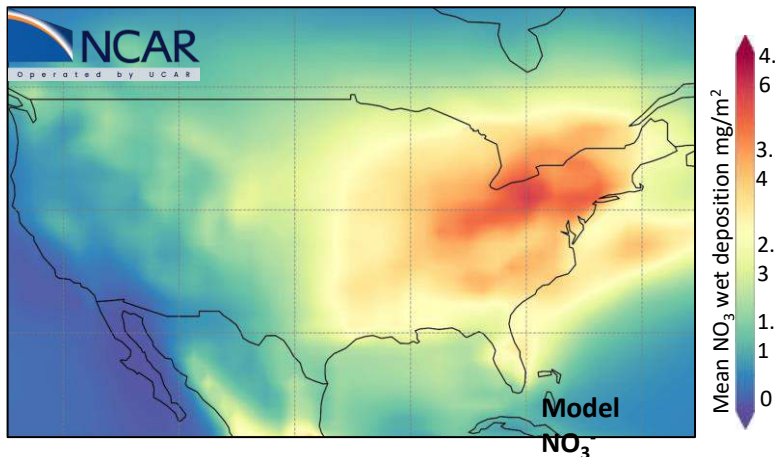 NCAR
Operated by UCAR
Mean NO₃ wet deposition mg/m²
4.
6
3.
4
2.
3
1.
1
0
Model
NO₃⁻